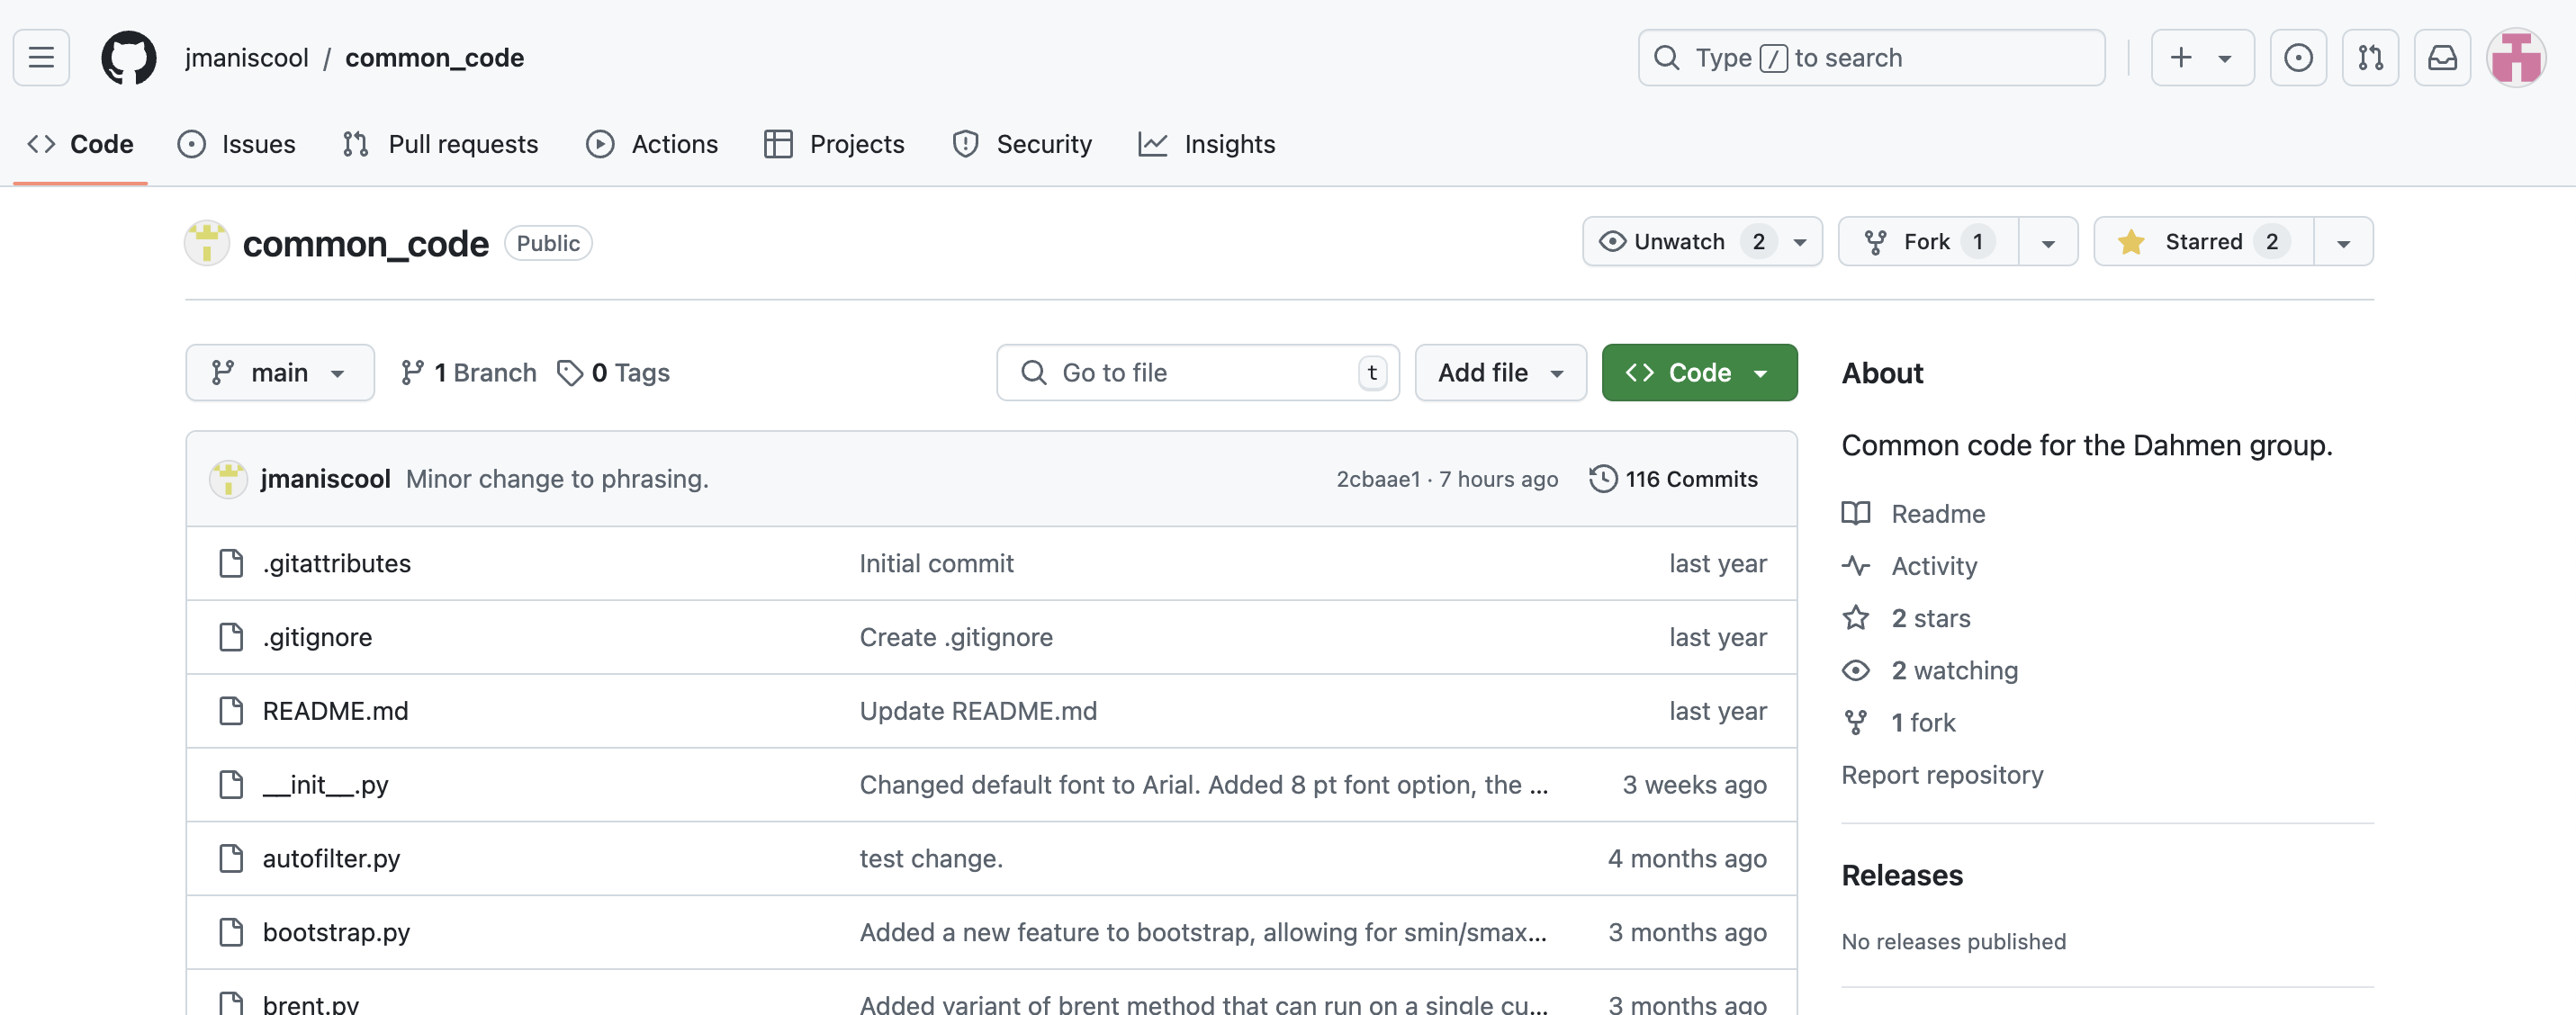 jmaniscool / common_code
Type / to search
Code Issues Pull requests Actions Projects Security Insights
common_code Public
Unwatch 2 Fork 1 Starred 2
main 1 Branch 0 Tags
Go to file t Add file Code
About
Common code for the Dahmen group.
jmaniscool Minor change to phrasing. 2cbaae1 · 7 hours ago 116 Commits
Readme
.gitattributes Initial commit last year
Activity
2 stars
.gitignore Create .gitignore last year
2 watching
README.md Update README.md last year
1 fork
Report repository
__init__.py Changed default font to Arial. Added 8 pt font option, the ... 3 weeks ago
autofilter.py test change. 4 months ago
Releases
bootstrap.py Added a new feature to bootstrap, allowing for smin/smax... 3 months ago
No releases published
brent.py Added variant of brent method that can run on a single cu... 3 months ago